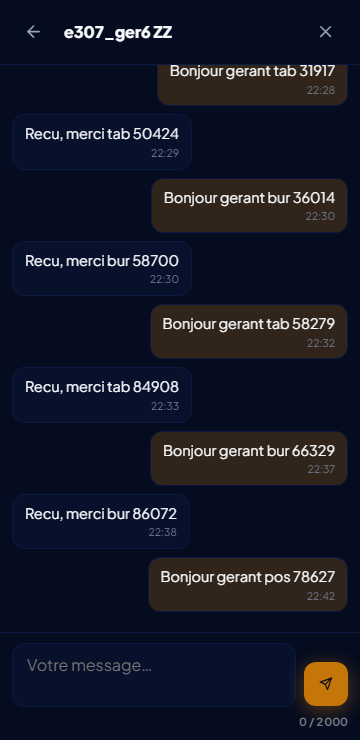 e307_ger6 ZZ
Bonjour gerant tab 31917
22:28
Recu, merci tab 50424
22:29
Bonjour gerant bur 36014
22:30
Recu, merci bur 58700
22:30
Bonjour gerant tab 58279
22:32
Recu, merci tab 84908
22:33
Bonjour gerant bur 66329
22:37
Recu, merci bur 86072
22:38
Bonjour gerant pos 78627
22:42
Votre message...
0 / 2000